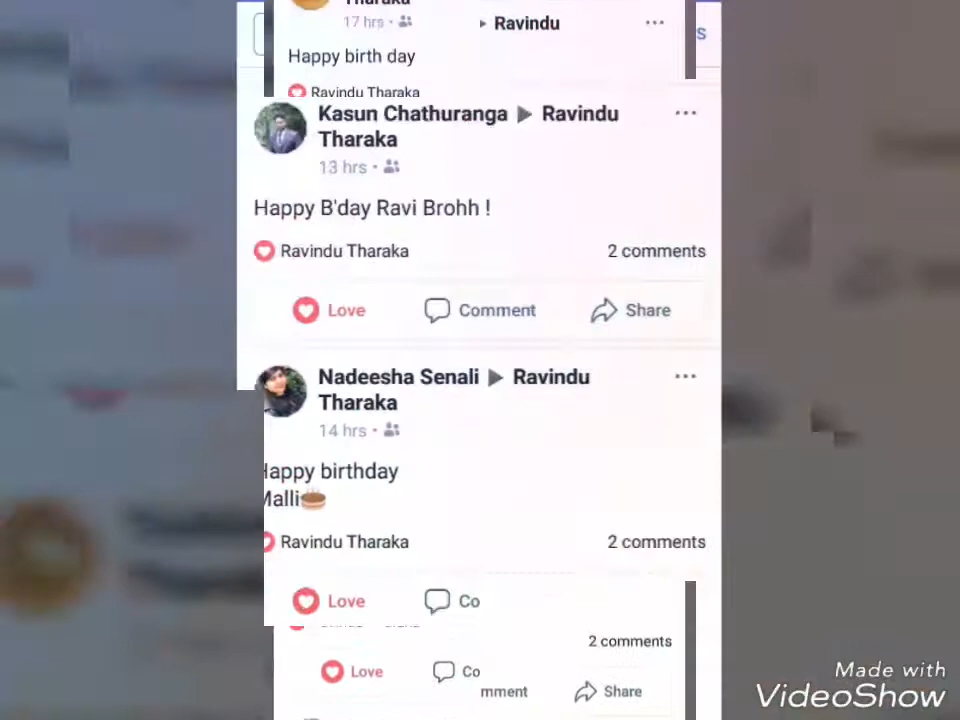 Tharaka
17 hrs
Ravindu
Happy birth day
Ravindu Tharaka
Kasun Chathuranga ▶ Ravindu
Tharaka
13 hrs
Happy B'day Ravi Brohh !
Ravindu Tharaka 2 comments
Love Comment Share
Nadeesha Senali ▶ Ravindu
Tharaka
14 hrs
Happy birthday
Malli
Ravindu Tharaka 2 comments
Love Co
2 comments
Love Co
mment Share
Made with
VideoShow